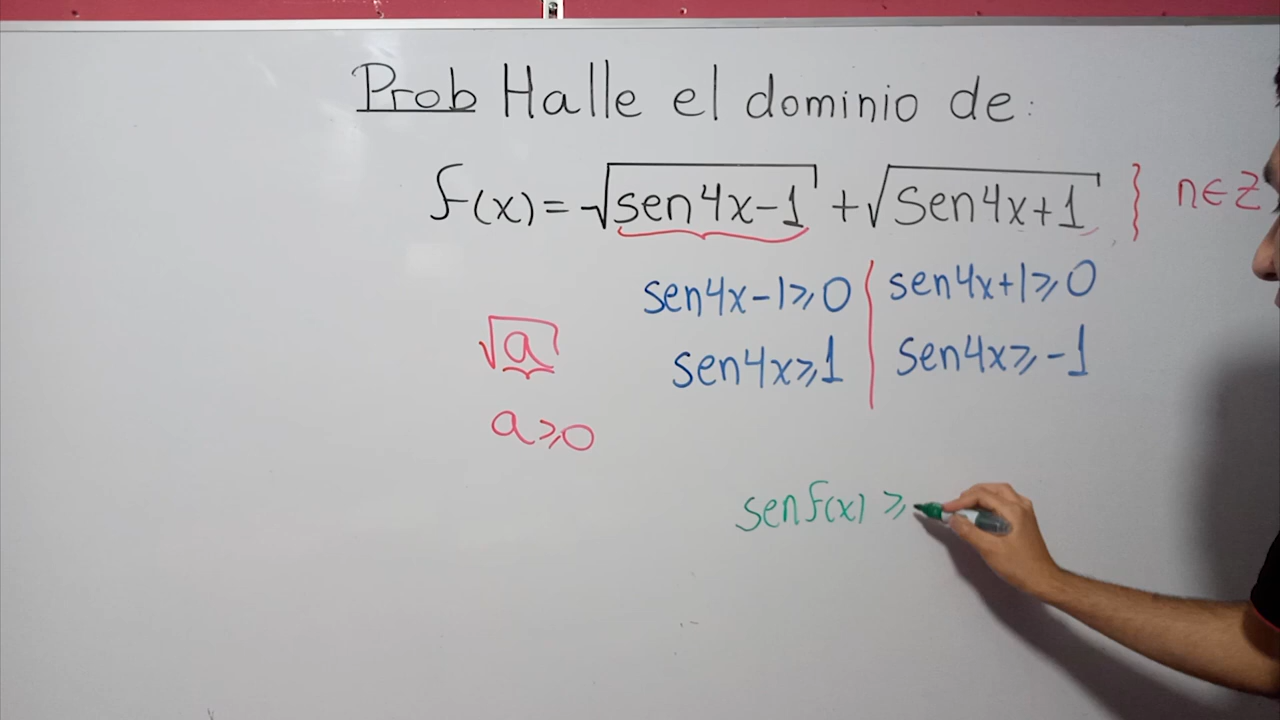 Prob Halle el dominio de:
f(x)=√sen4x-1 + √sen4x+1 } n∈Z
sen4x-1≥0 | sen4x+1≥0
√a
sen4x≥1 | sen4x≥-1
a≥0
senf(x) ≥